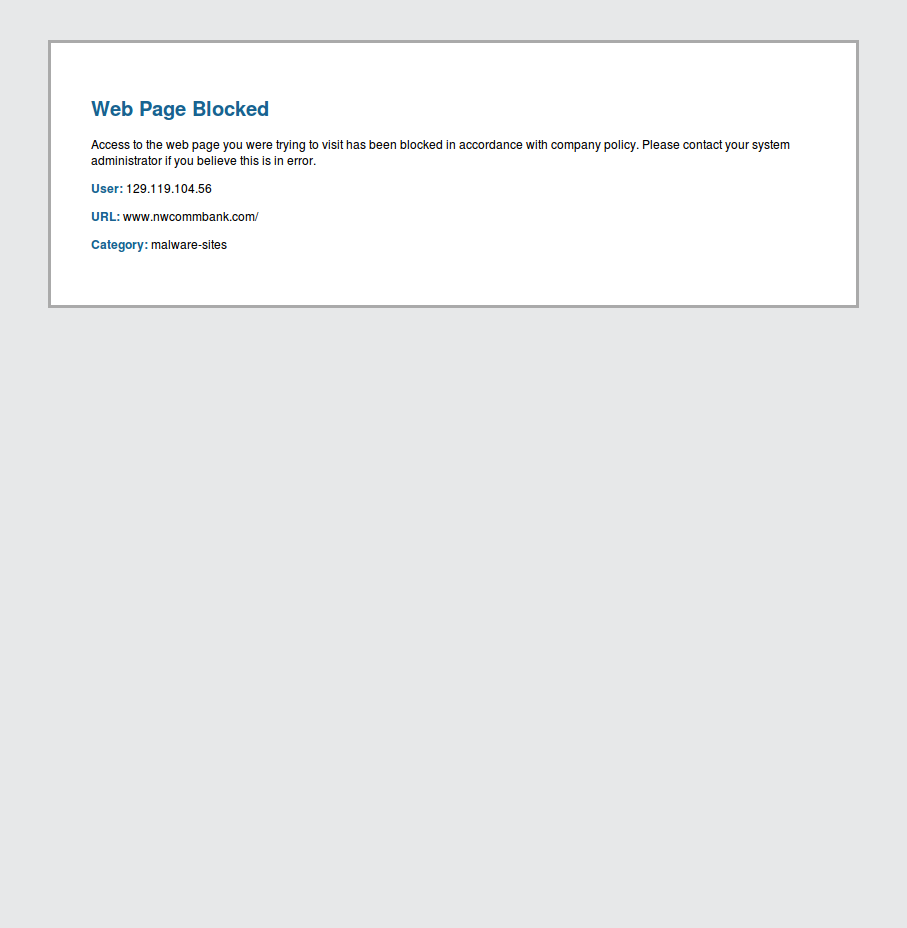 Web Page Blocked
Access to the web page you were trying to visit has been blocked in accordance with company policy. Please contact your system
administrator if you believe this is in error.
User: 129.119.104.56
URL: www.nwcommbank.com/
Category: malware-sites